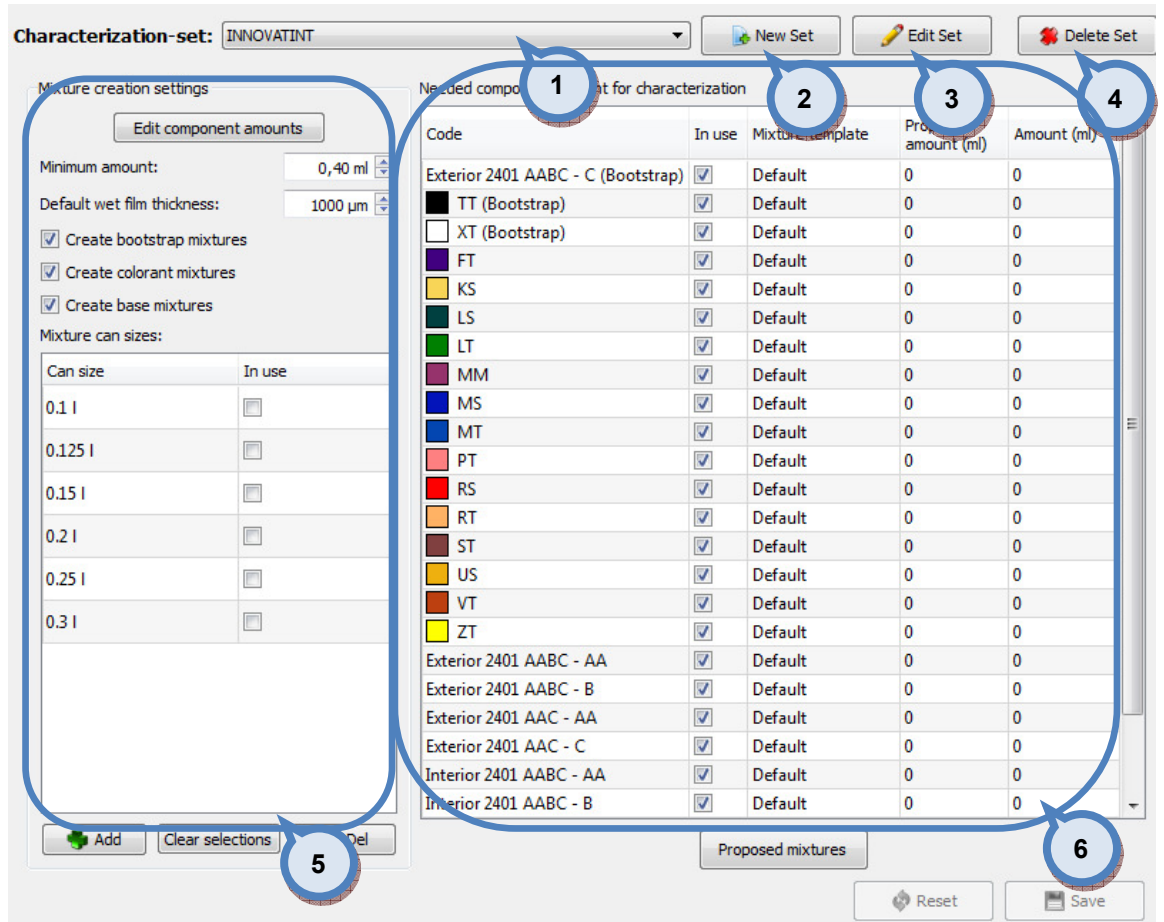 Characterization-set: INNOVATINT New Set Edit Set Delete Set
1 2 3 4
Mixture creation settings
Edit component amounts
Minimum amount: 0,40 ml
Default wet film thickness: 1000 µm
Create bootstrap mixtures
Create colorant mixtures
Create base mixtures
Mixture can sizes:
Can size In use
0.1 l
0.125 l
0.15 l
0.2 l
0.25 l
0.3 l
Add Clear selections Del
5
for characterization
Code In use Mixture template amount (ml) Amount (ml)
Exterior 2401 AABC - C (Bootstrap) Default 0 0
TT (Bootstrap) Default 0 0
XT (Bootstrap) Default 0 0
FT Default 0 0
KS Default 0 0
LS Default 0 0
LT Default 0 0
MM Default 0 0
MS Default 0 0
MT Default 0 0
PT Default 0 0
RS Default 0 0
RT Default 0 0
ST Default 0 0
US Default 0 0
VT Default 0 0
ZT Default 0 0
Exterior 2401 AABC - AA Default 0 0
Exterior 2401 AABC - B Default 0 0
Exterior 2401 AAC - AA Default 0 0
Exterior 2401 AAC - C Default 0 0
Interior 2401 AABC - AA Default 0 0
Interior 2401 AABC - B Default 0 0
6
Proposed mixtures
Reset Save